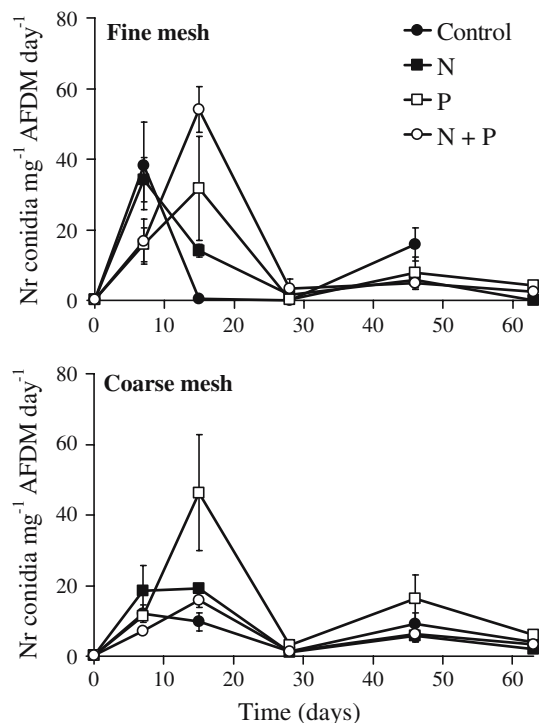 Fine mesh
Control
N
P
N + P
Nr conidia mg⁻¹ AFDM day⁻¹
80
60
40
20
0
0 10 20 30 40 50 60
Coarse mesh
Nr conidia mg⁻¹ AFDM day⁻¹
80
60
40
20
0
0 10 20 30 40 50 60
Time (days)